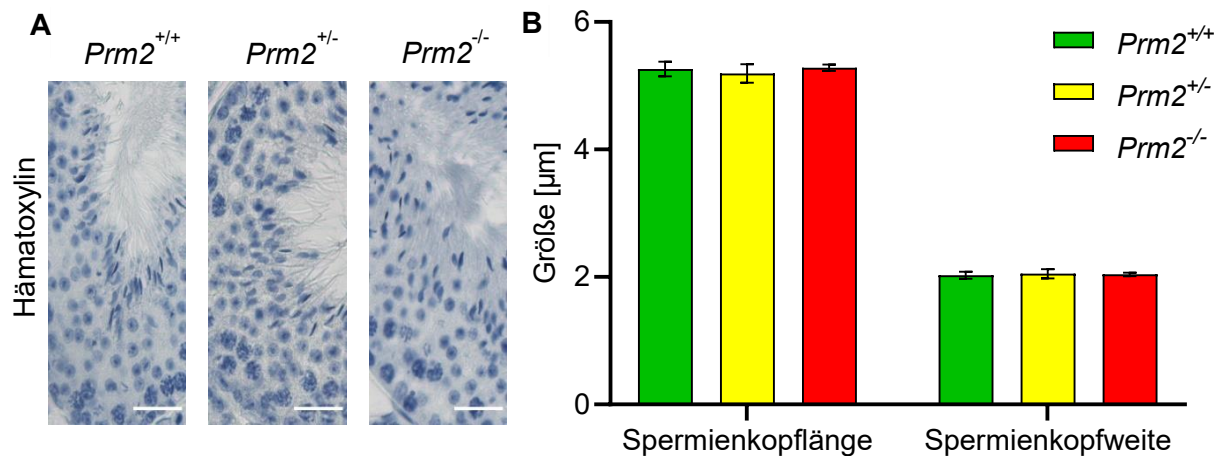 A
Prm2+/+
Prm2+/-
Prm2-/-
Hämatoxylin
B
Größe [µm]
6
4
2
0
Spermienkopflänge
Spermienkopfweite
Prm2+/+
Prm2+/-
Prm2-/-